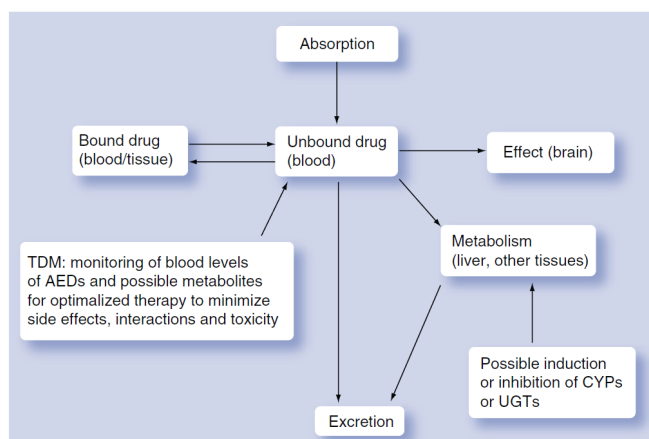 Absorption
Bound drug
(blood/tissue)
Unbound drug
(blood)
Effect (brain)
TDM: monitoring of blood levels
of AEDs and possible metabolites
for optimalized therapy to minimize
side effects, interactions and toxicity
Metabolism
(liver, other tissues)
Possible induction
or inhibition of CYPs
or UGTs
Excretion